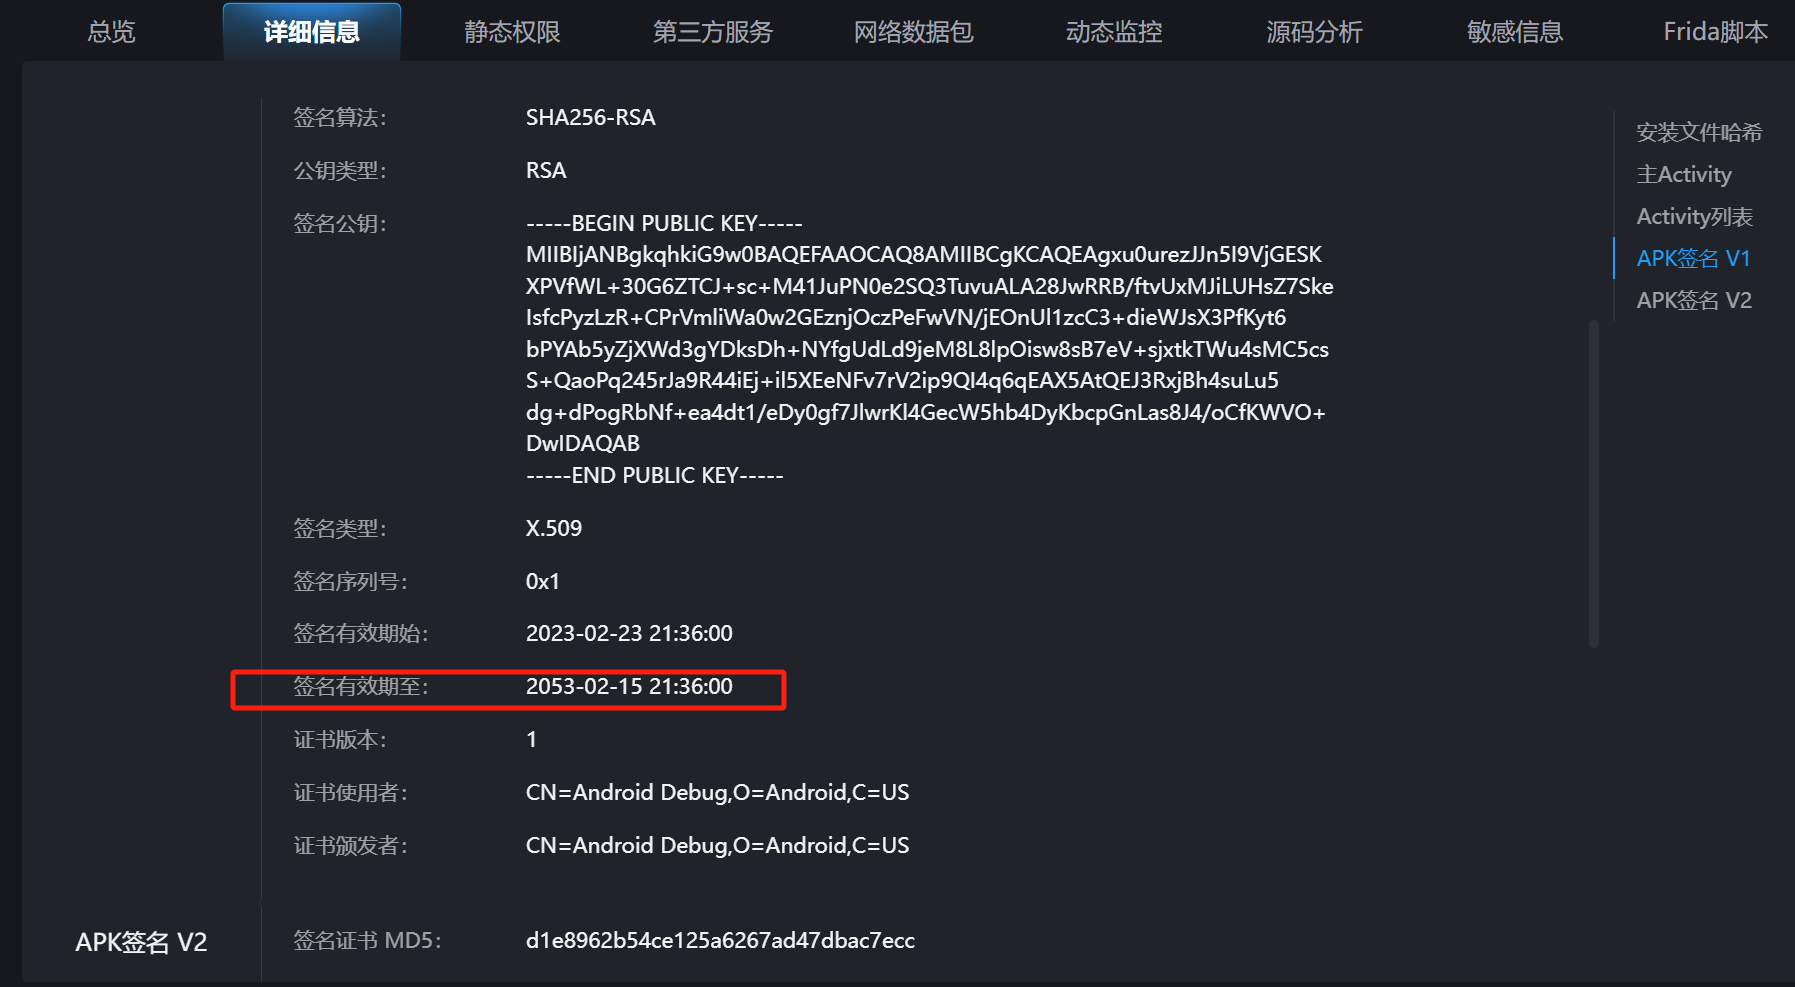 总览 详细信息 静态权限 第三方服务 网络数据包 动态监控 源码分析 敏感信息 Frida脚本
签名算法： SHA256-RSA
公钥类型： RSA
签名公钥： -----BEGIN PUBLIC KEY-----
MIIBIjANBgkqhkiG9w0BAQEFAAOCAQ8AMIIBCgKCAQEAgxu0urezJJn5I9VjGESK
XPVfWL+30G6ZTCJ+sc+M41JuPN0e2SQ3TuvuALA28JwRRB/ftvUxMJiLUHsZ7Ske
IsfcPyzLzR+CPrVmliWa0w2GEznjOczPeFwVN/jEOnUl1zcC3+dieWJsX3PfKyt6
bPYAb5yZjXWd3gYDksDh+NYfgUdLd9jeM8L8lpOisw8sB7eV+sjxtkTWu4sMC5cs
S+QaoPq245rJa9R44iEj+il5XEeNFv7rV2ip9QI4q6qEAX5AtQEJ3RxjBh4suLu5
dg+dPogRbNf+ea4dt1/eDy0gf7JlwrKl4GecW5hb4DyKbcpGnLas8J4/oCfKWVO+
DwIDAQAB
-----END PUBLIC KEY-----
签名类型： X.509
签名序列号： 0x1
签名有效期始： 2023-02-23 21:36:00
签名有效期至： 2053-02-15 21:36:00
证书版本： 1
证书使用者： CN=Android Debug,O=Android,C=US
证书颁发者： CN=Android Debug,O=Android,C=US
APK签名 V2 签名证书 MD5： d1e8962b54ce125a6267ad47dbac7ecc
安装文件哈希
主Activity
Activity列表
APK签名 V1
APK签名 V2